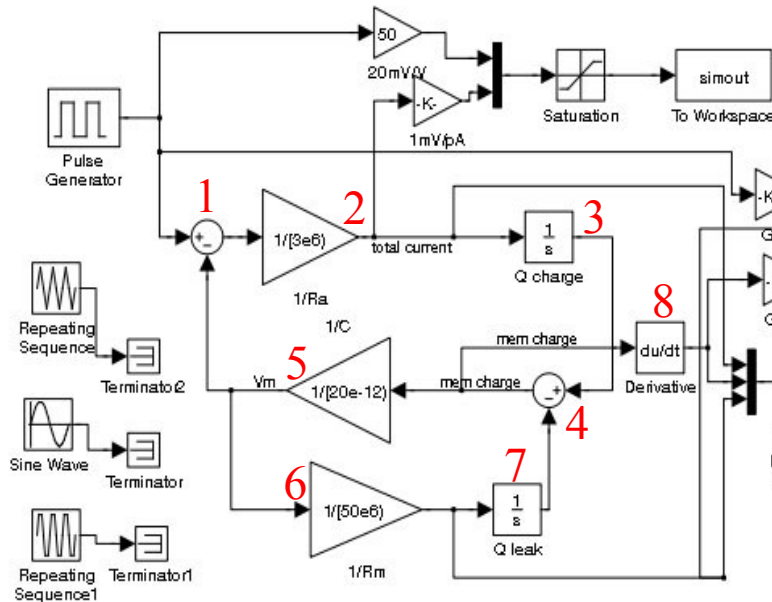 50
20mV/V
-K-
1mV/pA
Saturation
simout
To Workspace
Pulse
Generator
1
+
-
1/[3e6)
1/Ra
2
total current
3
1
s
Q charge
-K
G
-
G
Repeating
Sequence
Terminator2
1/C
5
Vm
1/[20e-12)
mem charge
mem charge
-
+
4
8
du/dt
Derivative
Sine Wave
Terminator
6
1/[50e6)
1/Rm
7
1
s
Q leak
Repeating
Sequence1
Terminator1